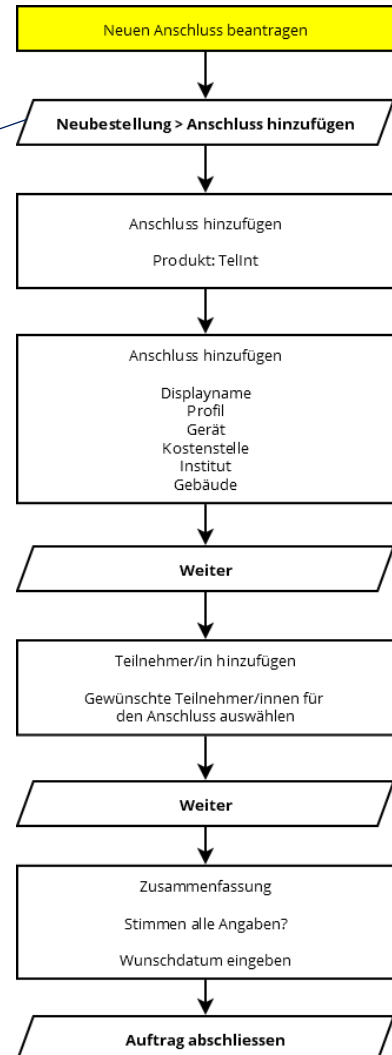 Neuen Anschluss beantragen
Neubestellung > Anschluss hinzufügen
Anschluss hinzufügen
Produkt: TelInt
Anschluss hinzufügen
Displayname
Profil
Gerät
Kostenstelle
Institut
Gebäude
Weiter
Teilnehmer/in hinzufügen
Gewünschte Teilnehmer/innen für
den Anschluss auswählen
Weiter
Zusammenfassung
Stimmen alle Angaben?
Wunschdatum eingeben
Auftrag abschliessen